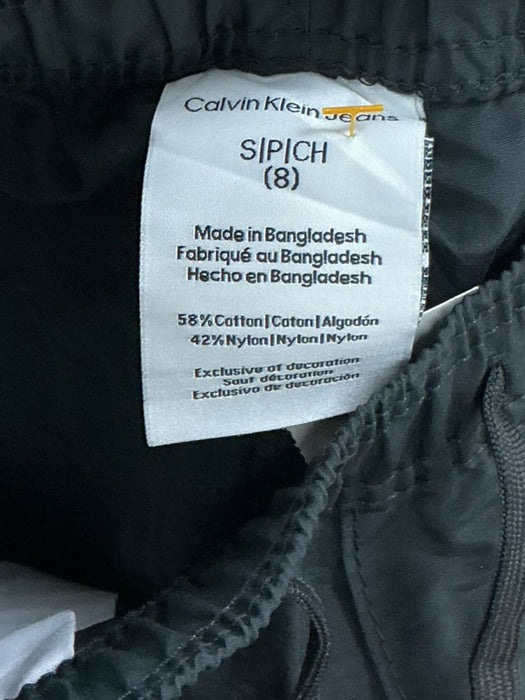 Calvin Klein Jeans
S|P|CH
(8)
Made in Bangladesh
Fabriqué au Bangladesh
Hecho en Bangladesh
58% Cotton | Coton | Algodón
42% Nylon | Nylon | Nylon
Exclusive of decoration
Sauf décoration
Exclusivo de decoración